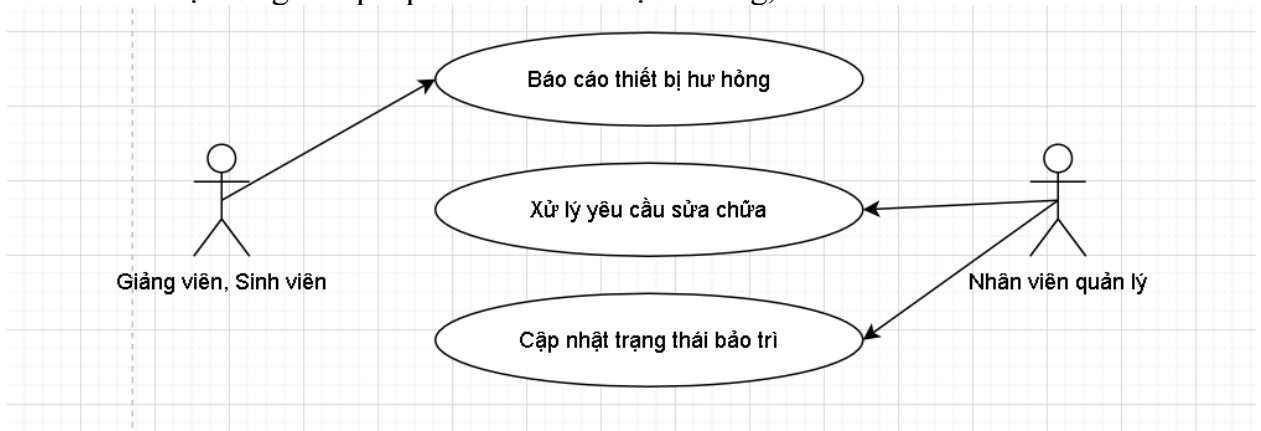 Báo cáo thiết bị hư hỏng
Xử lý yêu cầu sửa chữa
Giảng viên, Sinh viên
Nhân viên quản lý
Cập nhật trạng thái bảo trì